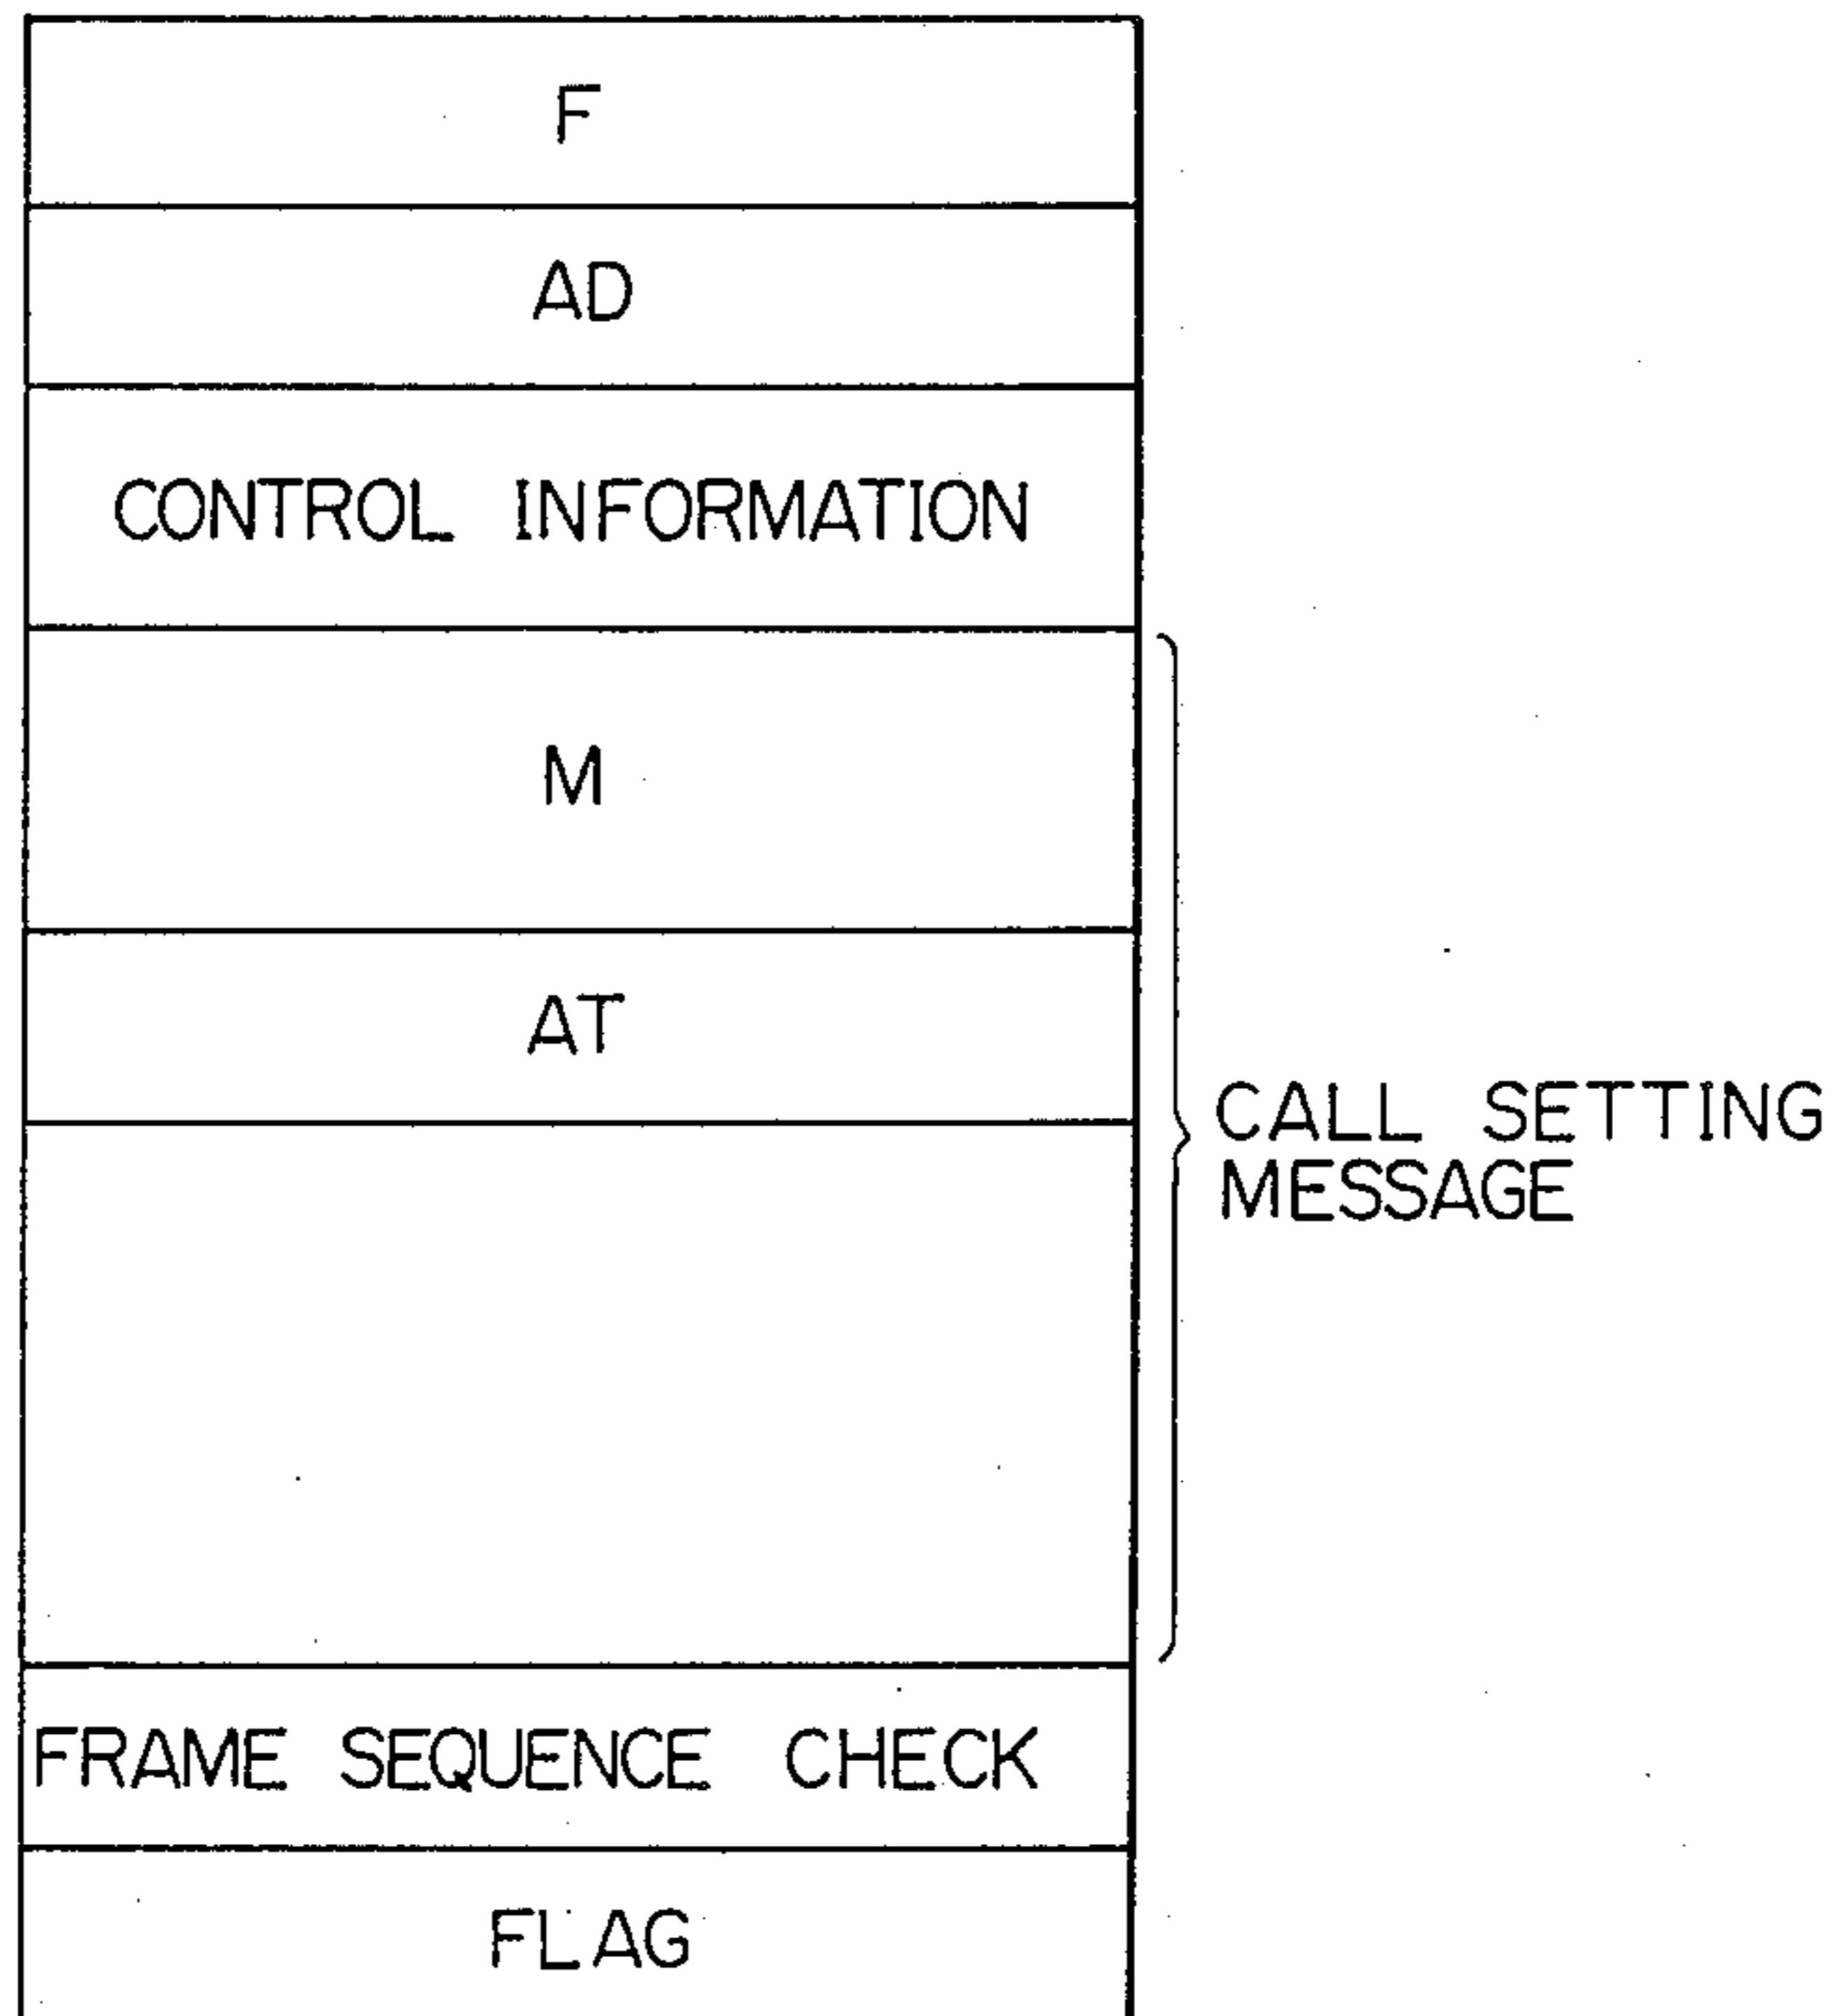 F
AD
CONTROL INFORMATION
M
AT
CALL SETTING
MESSAGE
FRAME SEQUENCE CHECK
FLAG